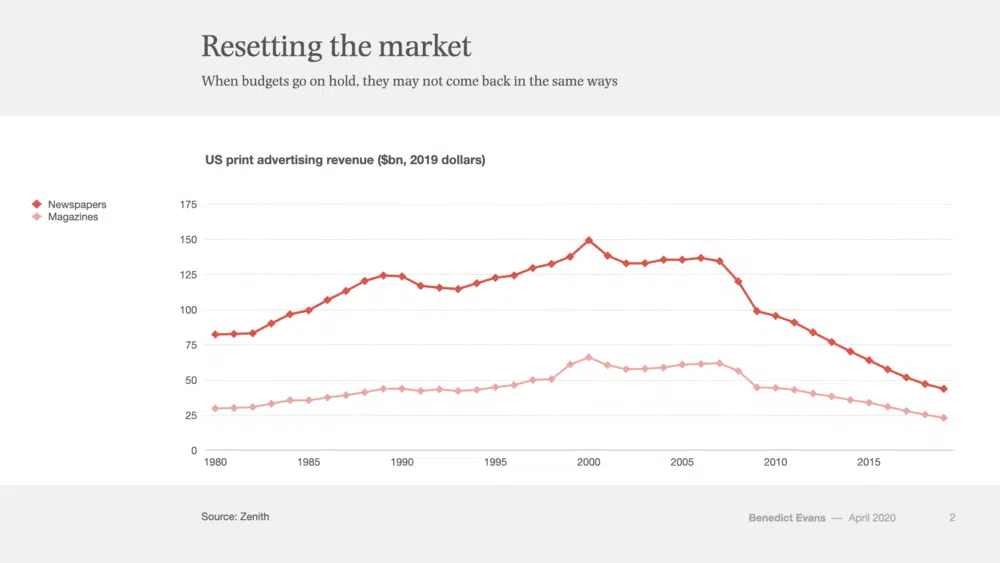 Resetting the market
When budgets go on hold, they may not come back in the same ways
US print advertising revenue ($bn, 2019 dollars)
Newspapers
Magazines
175
150
125
100
75
50
25
0
1980 1985 1990 1995 2000 2005 2010 2015
Source: Zenith
Benedict Evans — April 2020 2